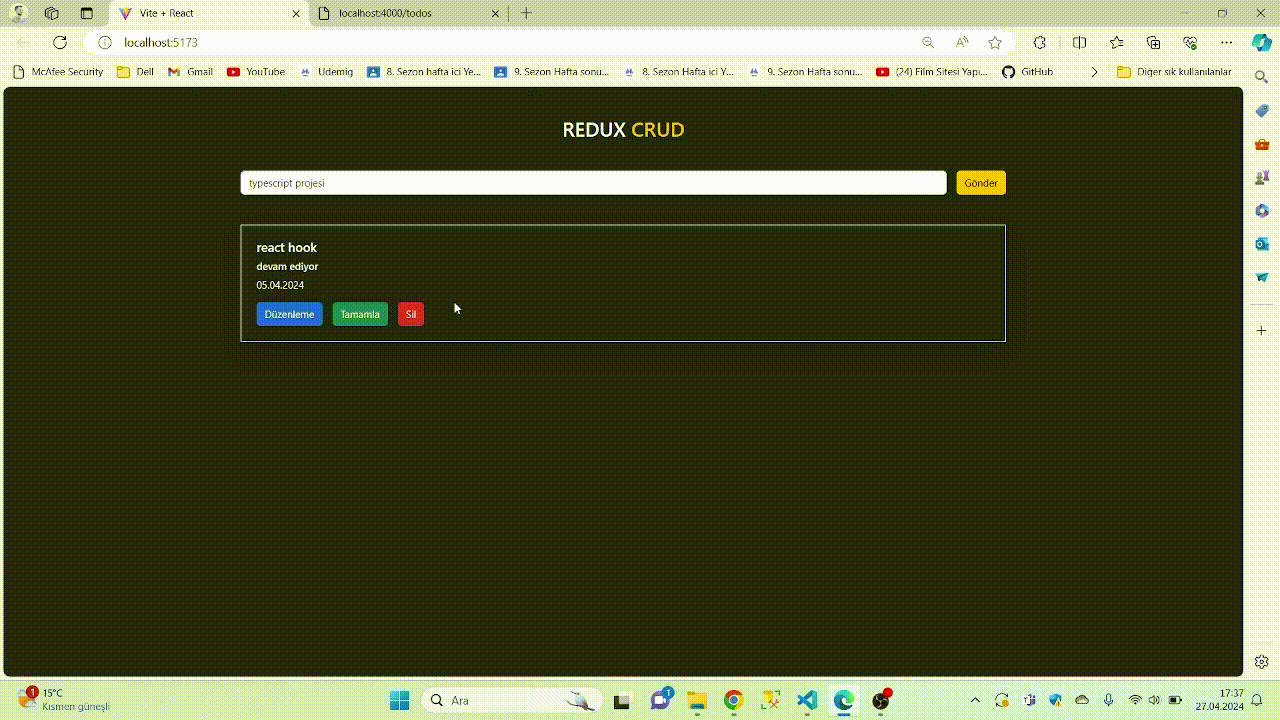 Vite + React
localhost:4000/todos
localhost:5173
McAfee Security
Dell
Gmail
YouTube
Udemig
8. Sezon hafta ici Ye...
9. Sezon Hafta sonu...
8. Sezon Hafta ici Y...
9. Sezon Hafta sonu...
(24) Film Sitesi Yapı...
GitHub
Diğer sık kullanılanlar
REDUX CRUD
typescript projesi
Gönder
react hook
devam ediyor
05.04.2024
Düzenleme
Tamamla
Sil
1
15°C
Kısmen güneşli
Ara
1
17:37
27.04.2024